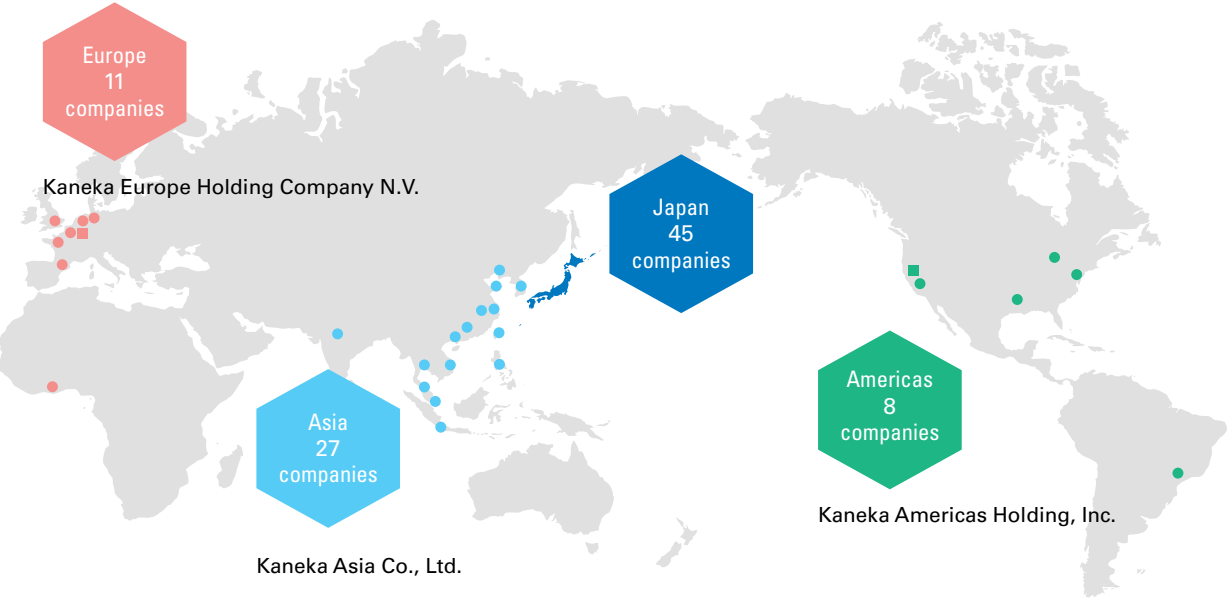 Europe
11
companies
Kaneka Europe Holding Company N.V.
Japan
45
companies
Asia
27
companies
Kaneka Asia Co., Ltd.
Americas
8
companies
Kaneka Americas Holding, Inc.